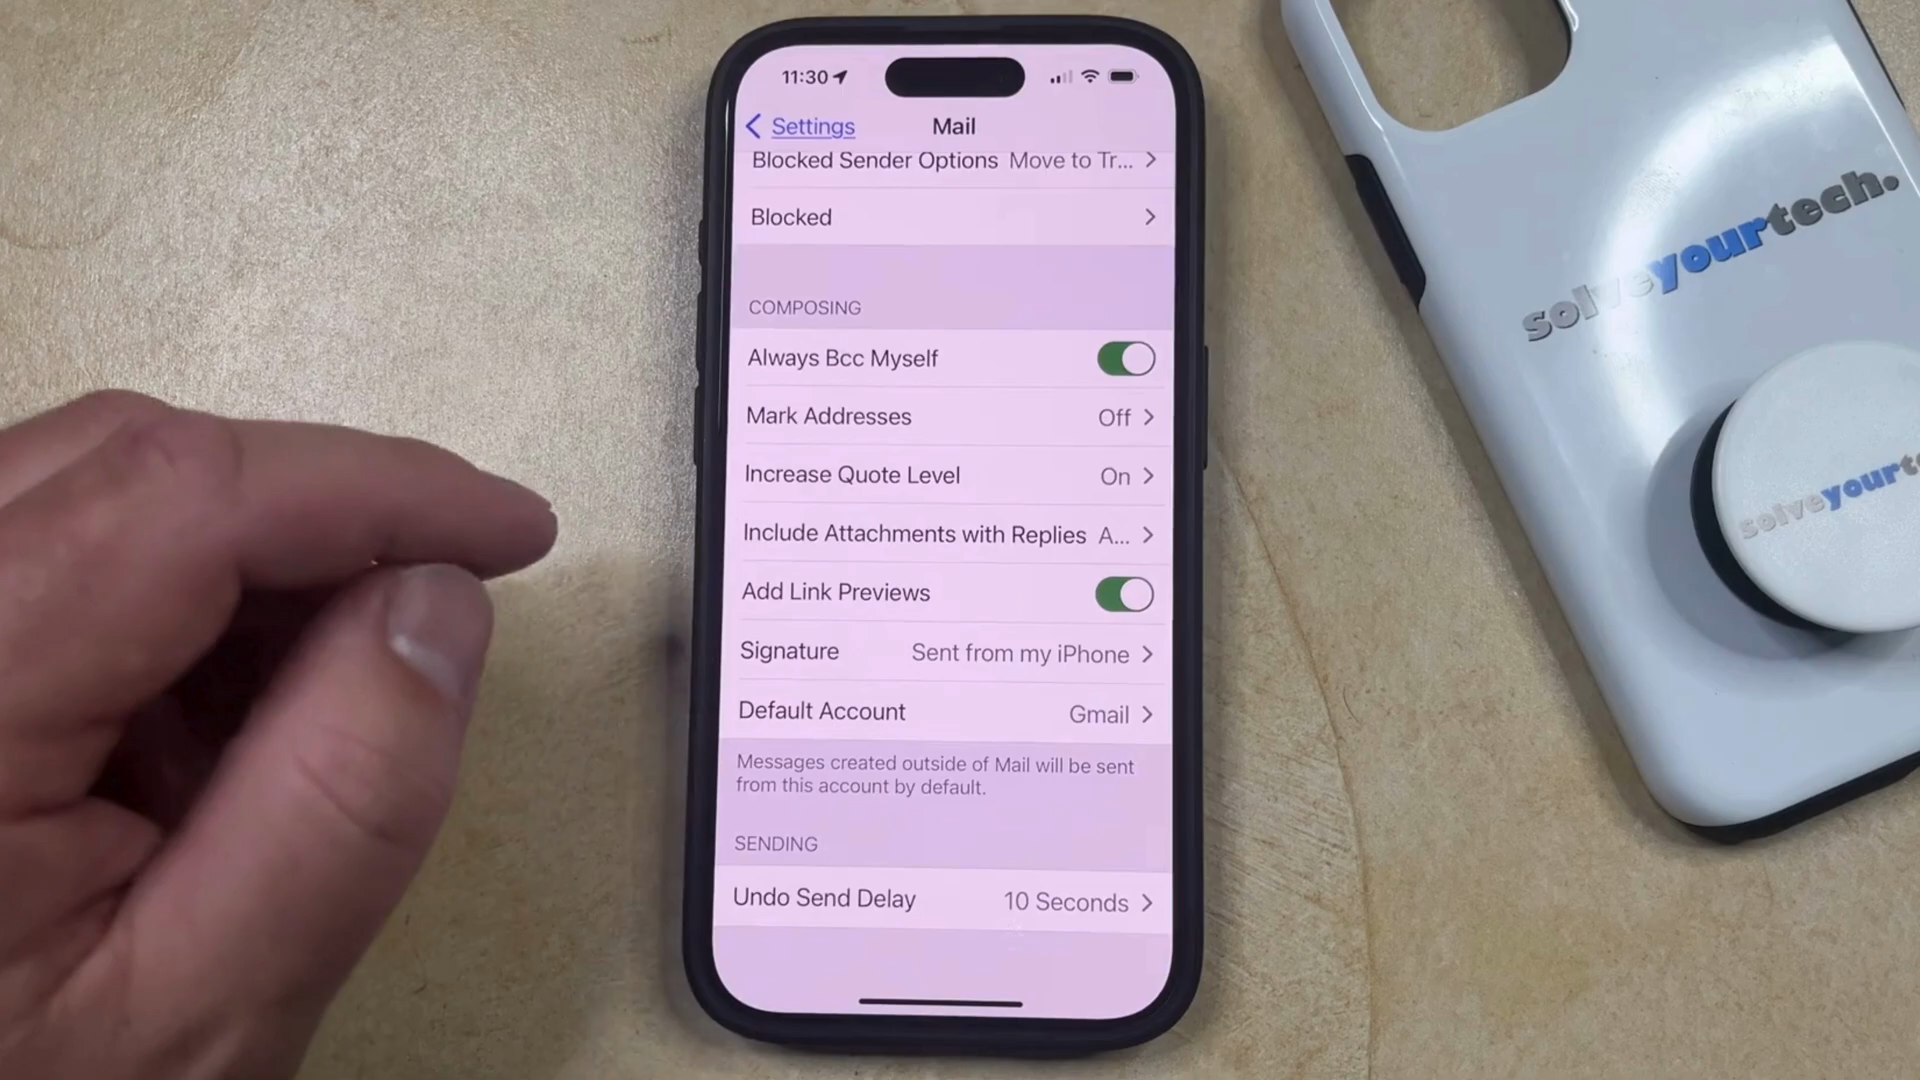 11:30
Settings
Mail
Blocked Sender Options Move to Tr...
Blocked
COMPOSING
Always Bcc Myself
Mark Addresses Off
Increase Quote Level On
Include Attachments with Replies A...
Add Link Previews
Signature Sent from my iPhone
Default Account Gmail
Messages created outside of Mail will be sent
from this account by default.
SENDING
Undo Send Delay 10 Seconds
solveyourtech.
solveyourte